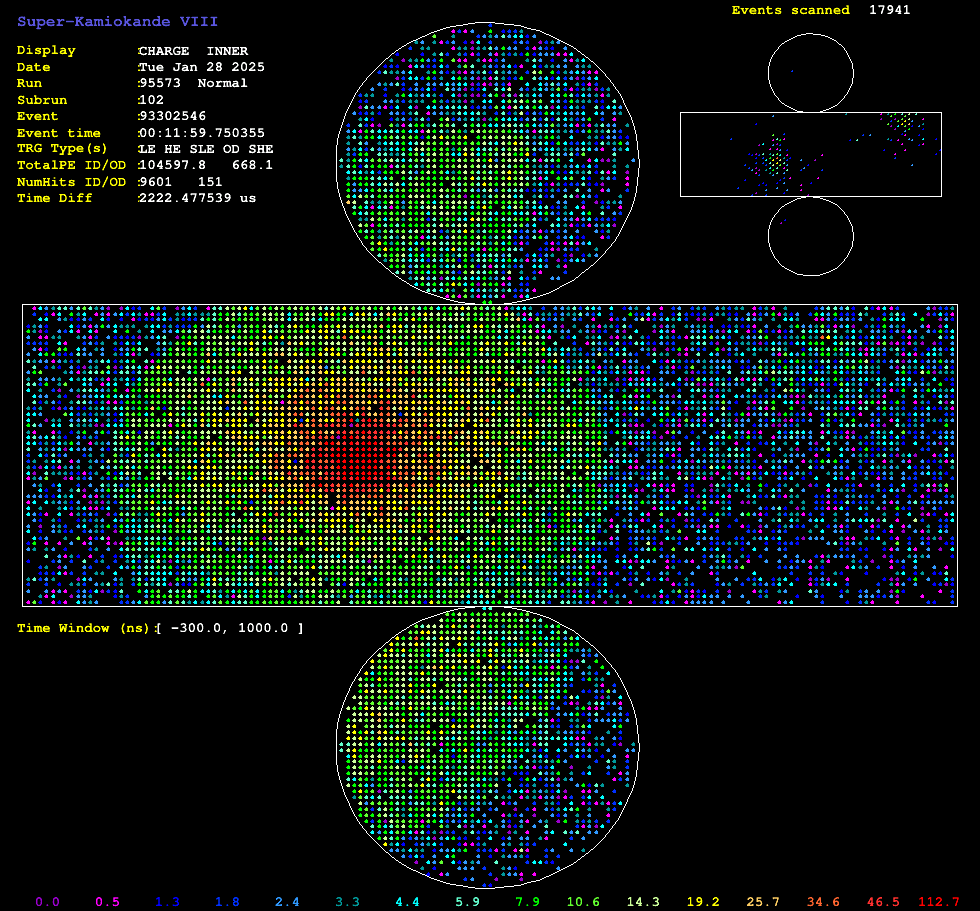 Super-Kamiokande VIII
Events scanned 17941
Display :CHARGE INNER
Date :Tue Jan 28 2025
Run :95573 Normal
Subrun :102
Event :93302546
Event time :00:11:59.750355
TRG Type(s) :LE HE SLE OD SHE
TotalPE ID/OD :104597.8 668.1
NumHits ID/OD :9601 151
Time Diff :2222.477539 us
Time Window (ns):[ -300.0, 1000.0 ]
0.0 0.5 1.3 1.8 2.4 3.3 4.4 5.9 7.9 10.6 14.3 19.2 25.7 34.6 46.5 112.7